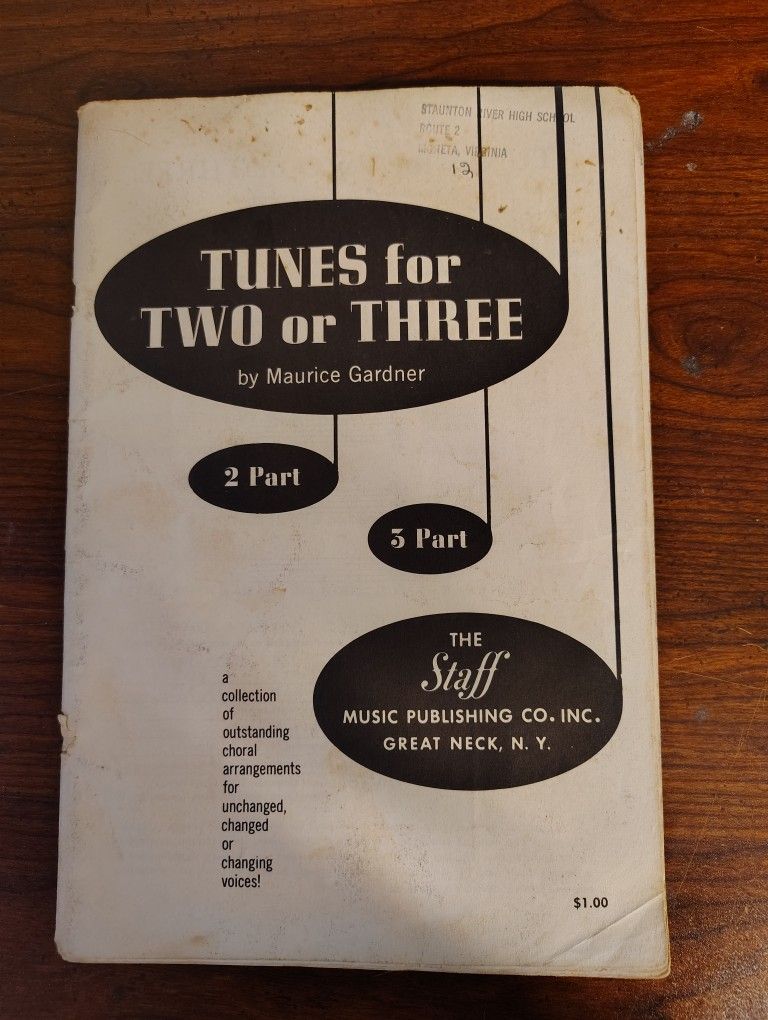 STAUNTON RIVER HIGH SCHOOL
ROUTE 2
MONETA, VIRGINIA
12
TUNES for
TWO or THREE
by Maurice Gardner
2 Part
3 Part
THE
Staff
MUSIC PUBLISHING CO. INC.
GREAT NECK, N. Y.
a
collection
of
outstanding
choral
arrangements
for
unchanged,
changed
or
changing
voices!
$1.00